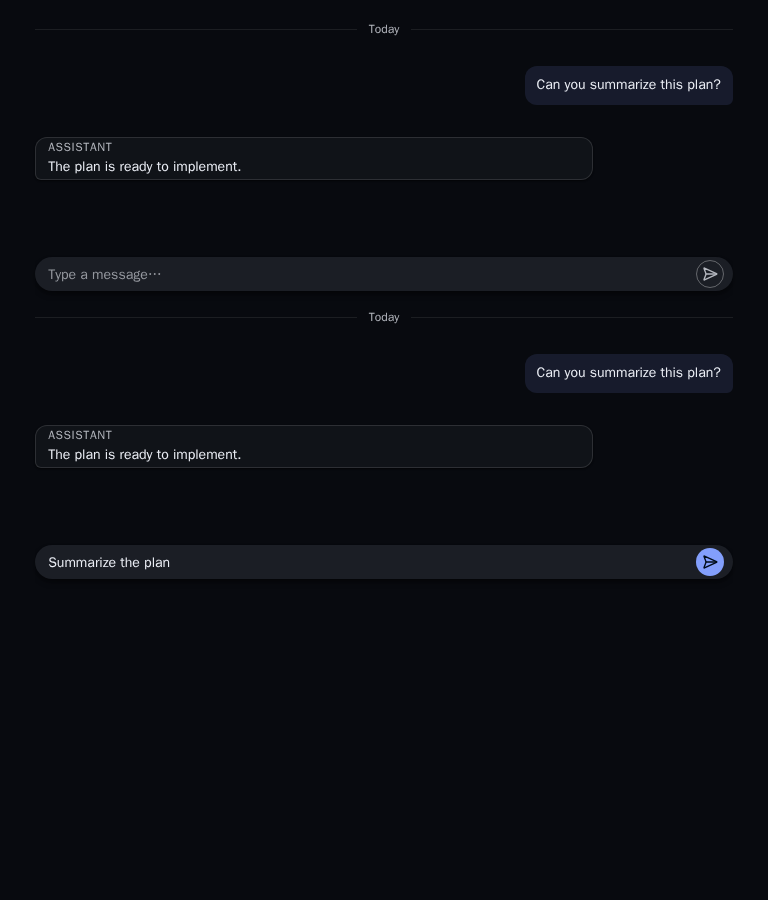 Today
Can you summarize this plan?
ASSISTANT
The plan is ready to implement.
Type a message⋯
Today
Can you summarize this plan?
ASSISTANT
The plan is ready to implement.
Summarize the plan